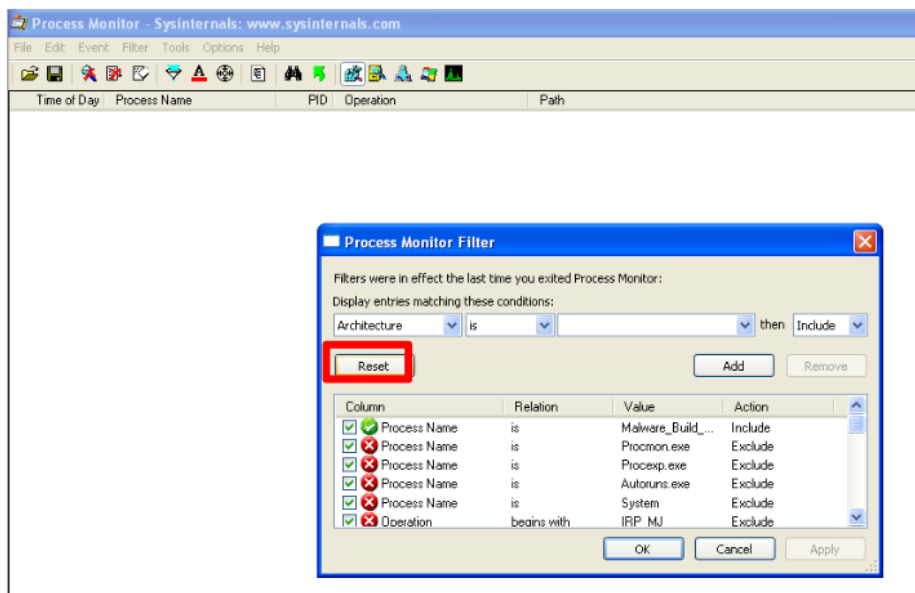 Process Monitor - Sysinternals: www.sysinternals.com
File Edit Event Filter Tools Options Help
Time of Day Process Name PID Operation Path
Process Monitor Filter
Filters were in effect the last time you exited Process Monitor:
Display entries matching these conditions:
Architecture is then Include
Reset Add Remove
Column Relation Value Action
Process Name is Malware_Build_... Include
Process Name is Procmon.exe Exclude
Process Name is Procexp.exe Exclude
Process Name is Autoruns.exe Exclude
Process Name is System Exclude
Operation begins with IRP_MJ Exclude
OK Cancel Apply